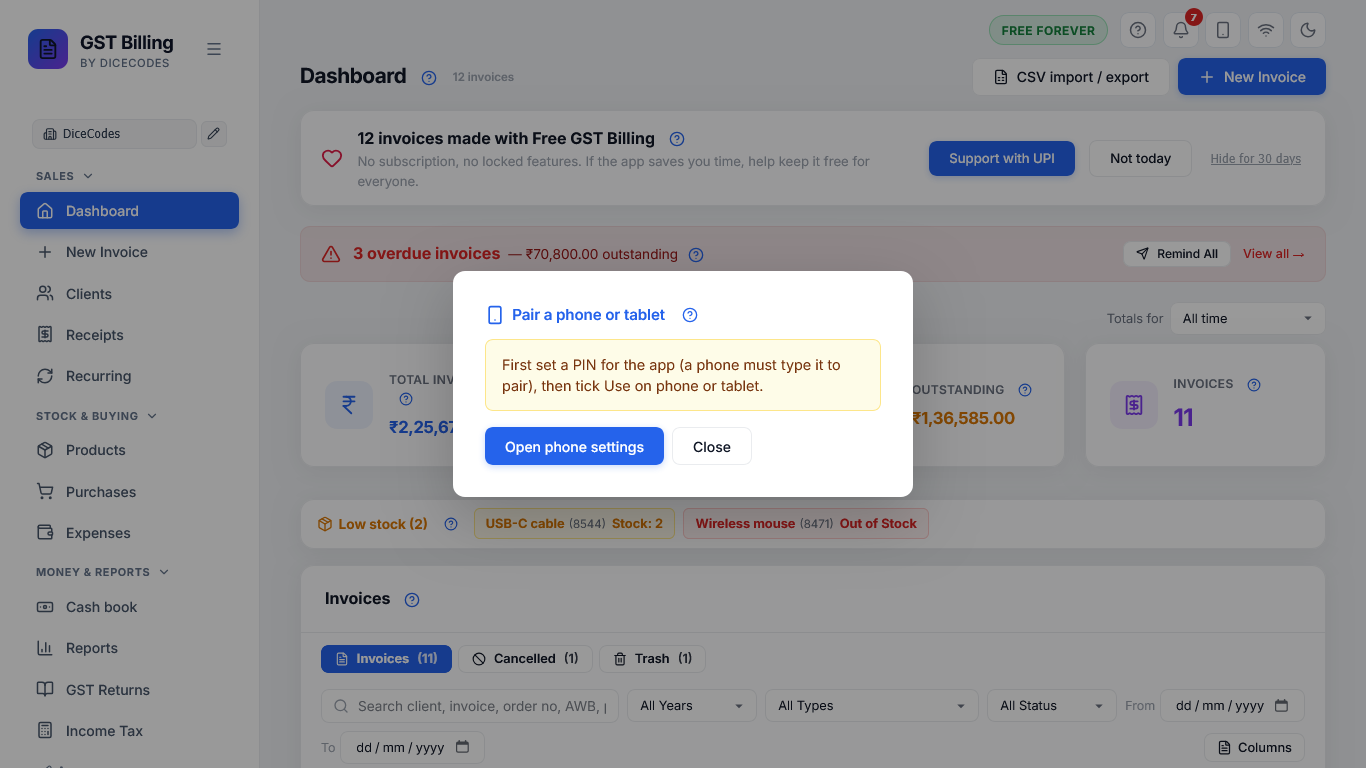 GST Billing
BY DICECODES
DiceCodes
SALES
Dashboard
New Invoice
Clients
Receipts
Recurring
STOCK & BUYING
Products
Purchases
Expenses
MONEY & REPORTS
Cash book
Reports
GST Returns
Income Tax
FREE FOREVER
7
Dashboard
12 invoices
CSV import / export
New Invoice
12 invoices made with Free GST Billing
No subscription, no locked features. If the app saves you time, help keep it free for
everyone.
Support with UPI
Not today
Hide for 30 days
3 overdue invoices — ₹70,800.00 outstanding
Remind All
View all →
Totals for
All time
Pair a phone or tablet
First set a PIN for the app (a phone must type it to
pair), then tick Use on phone or tablet.
Open phone settings
Close
TOTAL INV
₹2,25,67
OUTSTANDING
₹1,36,585.00
INVOICES
11
Low stock (2)
USB-C cable (8544) Stock: 2
Wireless mouse (8471) Out of Stock
Invoices
Invoices (11)
Cancelled (1)
Trash (1)
Search client, invoice, order no, AWB,
All Years
All Types
All Status
From
dd / mm / yyyy
To
dd / mm / yyyy
Columns